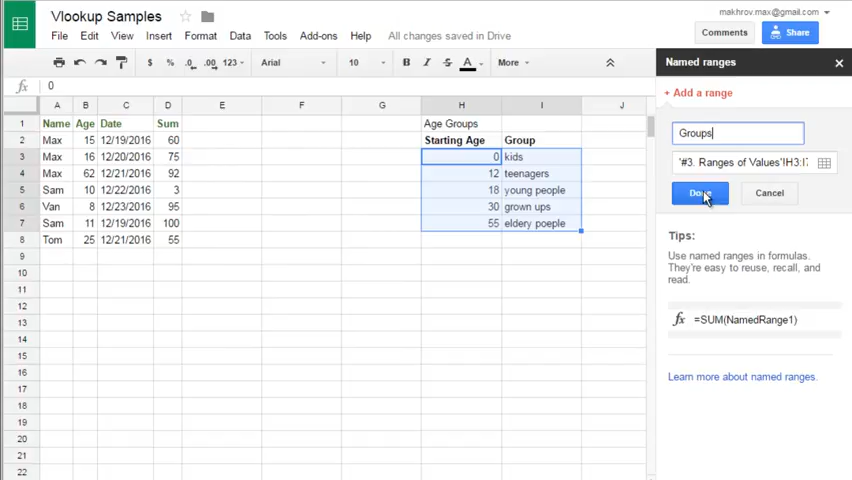 Vlookup Samples
makhrov.max@gmail.com
File Edit View Insert Format Data Tools Add-ons Help All changes saved in Drive
Comments Share
$ % .0 .00 123 Arial 10 B I S A More
Named ranges
fx 0
+ Add a range
A B C D E F G H I J
1 Name Age Date Sum Age Groups
Groups
2 Max 15 12/19/2016 60 Starting Age Group
3 Max 16 12/20/2016 75 0 kids
'#3. Ranges of Values'!H3:I7
4 Max 62 12/21/2016 92 12 teenagers
5 Sam 10 12/22/2016 3 18 young people
Done Cancel
6 Van 8 12/23/2016 95 30 grown ups
7 Sam 11 12/19/2016 100 55 eldery poeple
8 Tom 25 12/21/2016 55
Tips:
9
Use named ranges in formulas.
They're easy to reuse, recall, and
read.
10
11
12
13
fx =SUM(NamedRange1)
14
15
16
Learn more about named ranges.
17
18
19
20
21
22